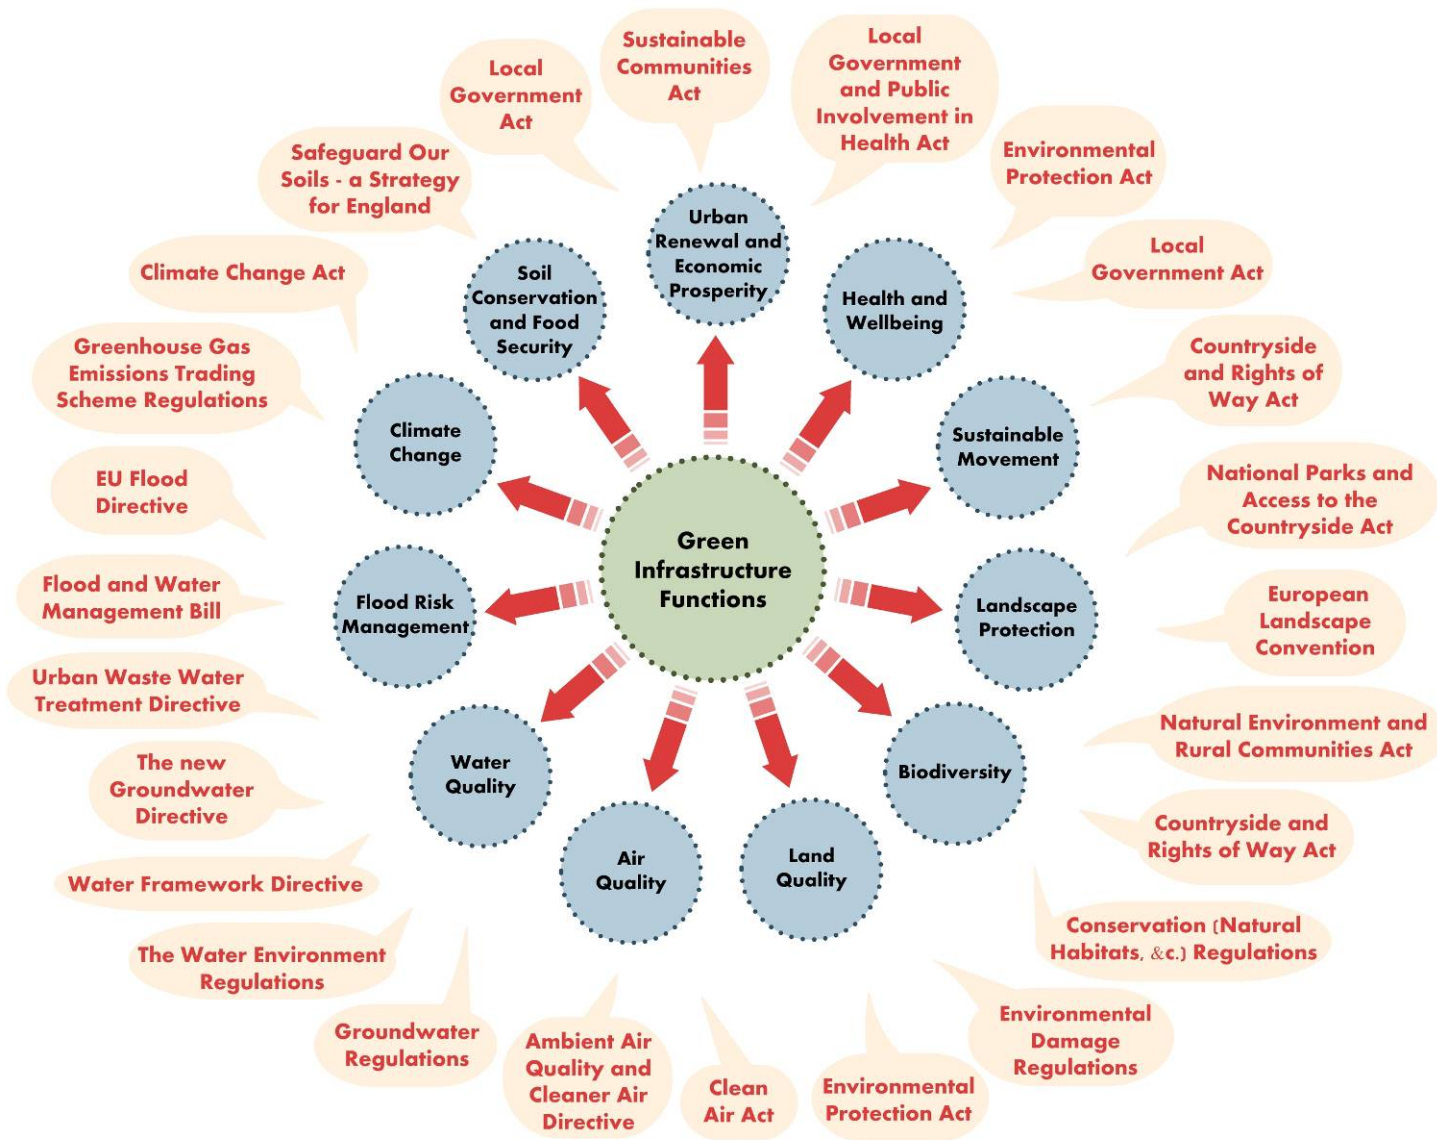 Local
Government
Act
Sustainable
Communities
Act
Local
Government
and Public
Involvement in
Health Act
Environmental
Protection Act
Local
Government Act
Countryside
and Rights of
Way Act
National Parks and
Access to the
Countryside Act
European
Landscape
Convention
Natural Environment and
Rural Communities Act
Countryside and
Rights of Way Act
Conservation (Natural
Habitats, &c.) Regulations
Environmental
Damage
Regulations
Environmental
Protection Act
Clean
Air Act
Ambient Air
Quality and
Cleaner Air
Directive
Groundwater
Regulations
The Water Environment
Regulations
Water Framework Directive
The new
Groundwater
Directive
Urban Waste Water
Treatment Directive
Flood and Water
Management Bill
EU Flood
Directive
Greenhouse Gas
Emissions Trading
Scheme Regulations
Climate Change Act
Safeguard Our
Soils - a Strategy
for England
Urban
Renewal and
Economic
Prosperity
Health and
Wellbeing
Sustainable
Movement
Landscape
Protection
Biodiversity
Land
Quality
Air
Quality
Water
Quality
Flood Risk
Management
Climate
Change
Soil
Conservation
and Food
Security
Green
Infrastructure
Functions